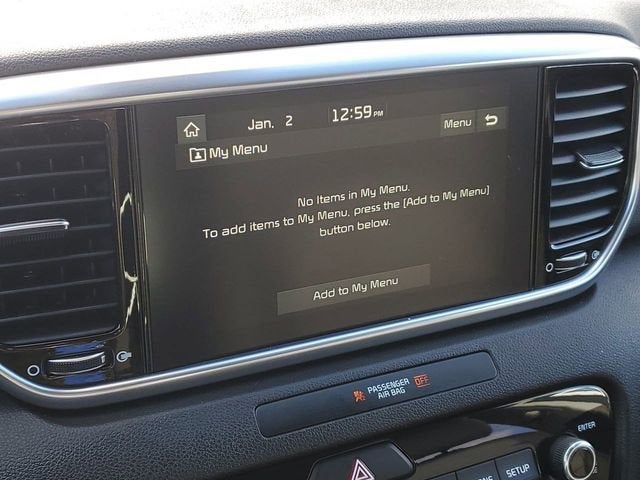 Jan. 2 12:59 PM
Menu
My Menu
No Items in My Menu.
To add items to My Menu, press the [Add to My Menu]
button below.
Add to My Menu
PASSENGER
AIR BAG
OFF
ENTER
SETUP